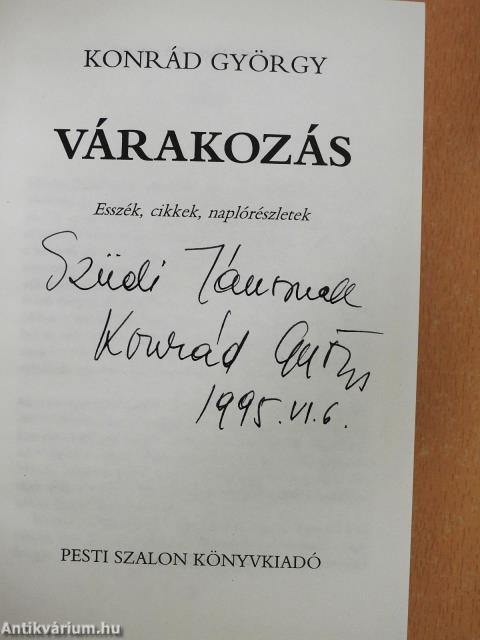 KONRÁD GYÖRGY
VÁRAKOZÁS
Esszék, cikkek, naplórészletek
Szüdi Jánosnak
Konrád György
1995. VI. 6.
PESTI SZALON KÖNYVKIADÓ
Antikvárium.hu